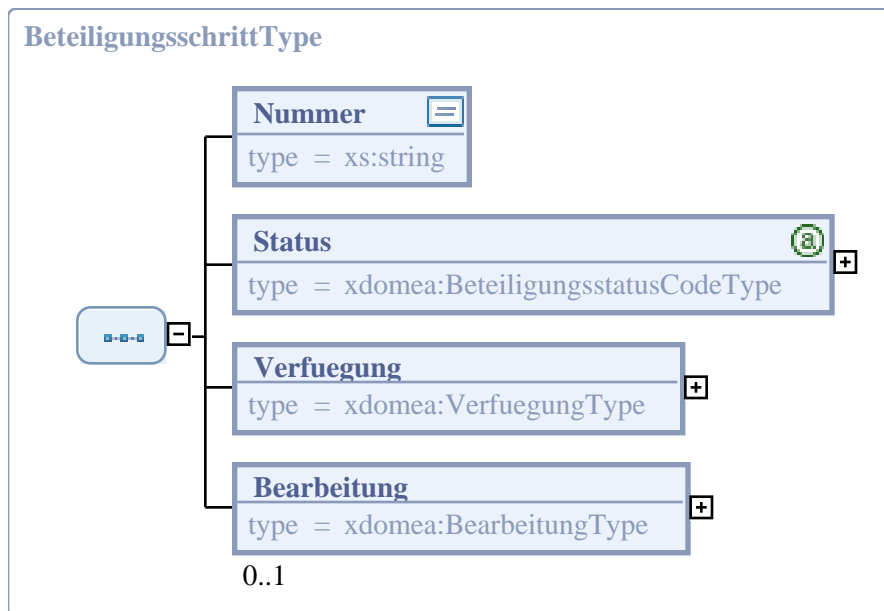 BeteiligungsschrittType
Nummer
type = xs:string
Status
a
type = xdomea:BeteiligungsstatusCodeType
Verfuegung
type = xdomea:VerfuegungType
Bearbeitung
type = xdomea:BearbeitungType
0..1